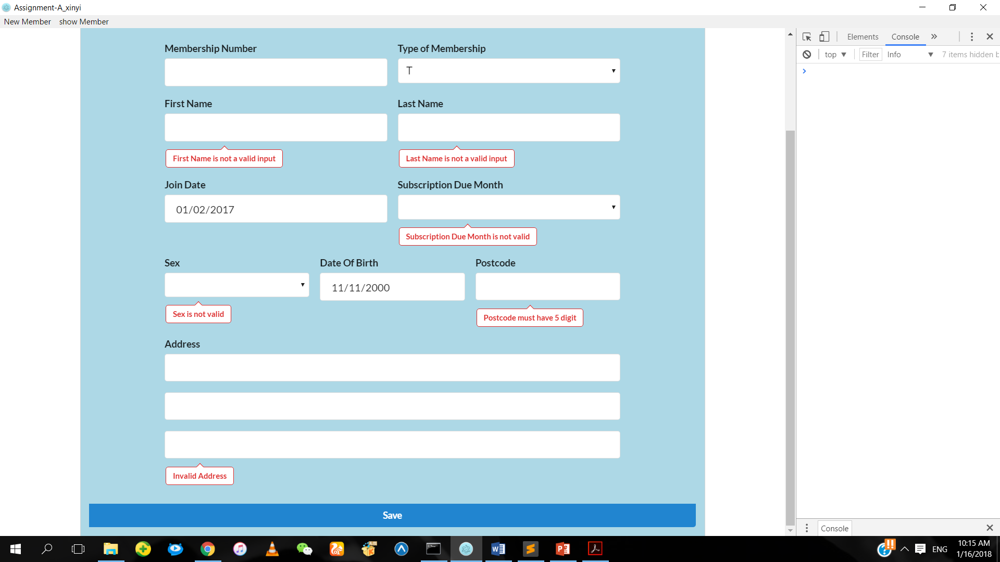 Assignment-A_xinyi
New Member show Member
Membership Number Type of Membership
T
First Name Last Name
First Name is not a valid input Last Name is not a valid input
Join Date Subscription Due Month
01/02/2017
Subscription Due Month is not valid
Sex Date Of Birth Postcode
11/11/2000
Sex is not valid Postcode must have 5 digit
Address
Invalid Address
Save
Elements Console
top Filter Info 7 items hidden b
Console
ENG 10:15 AM
1/16/2018